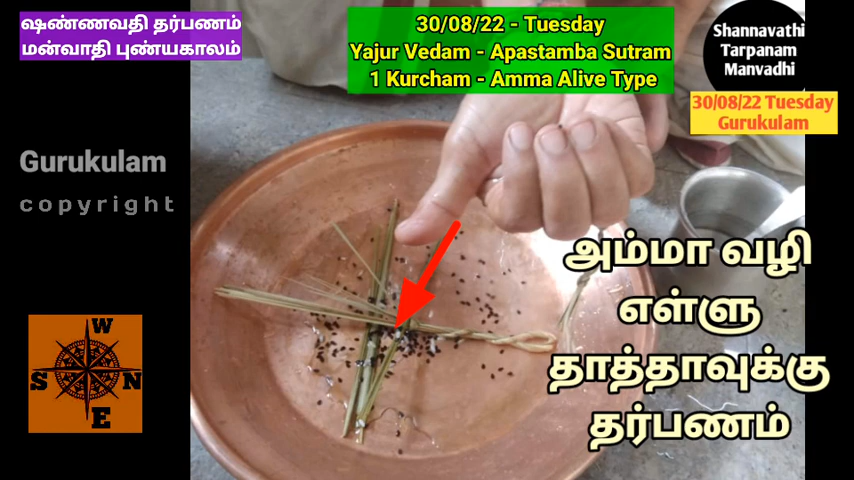 ஷண்ணவதி தர்பணம்
மன்வாதி புண்யகாலம்
30/08/22 - Tuesday
Yajur Vedam - Apastamba Sutram
1 Kurcham - Amma Alive Type
Shannavathi
Tarpanam
Manvadhi
30/08/22 Tuesday
Gurukulam
Gurukulam
copyright
அம்மா வழி
எள்ளு
தாத்தாவுக்கு
தர்பணம்
W
S N
E